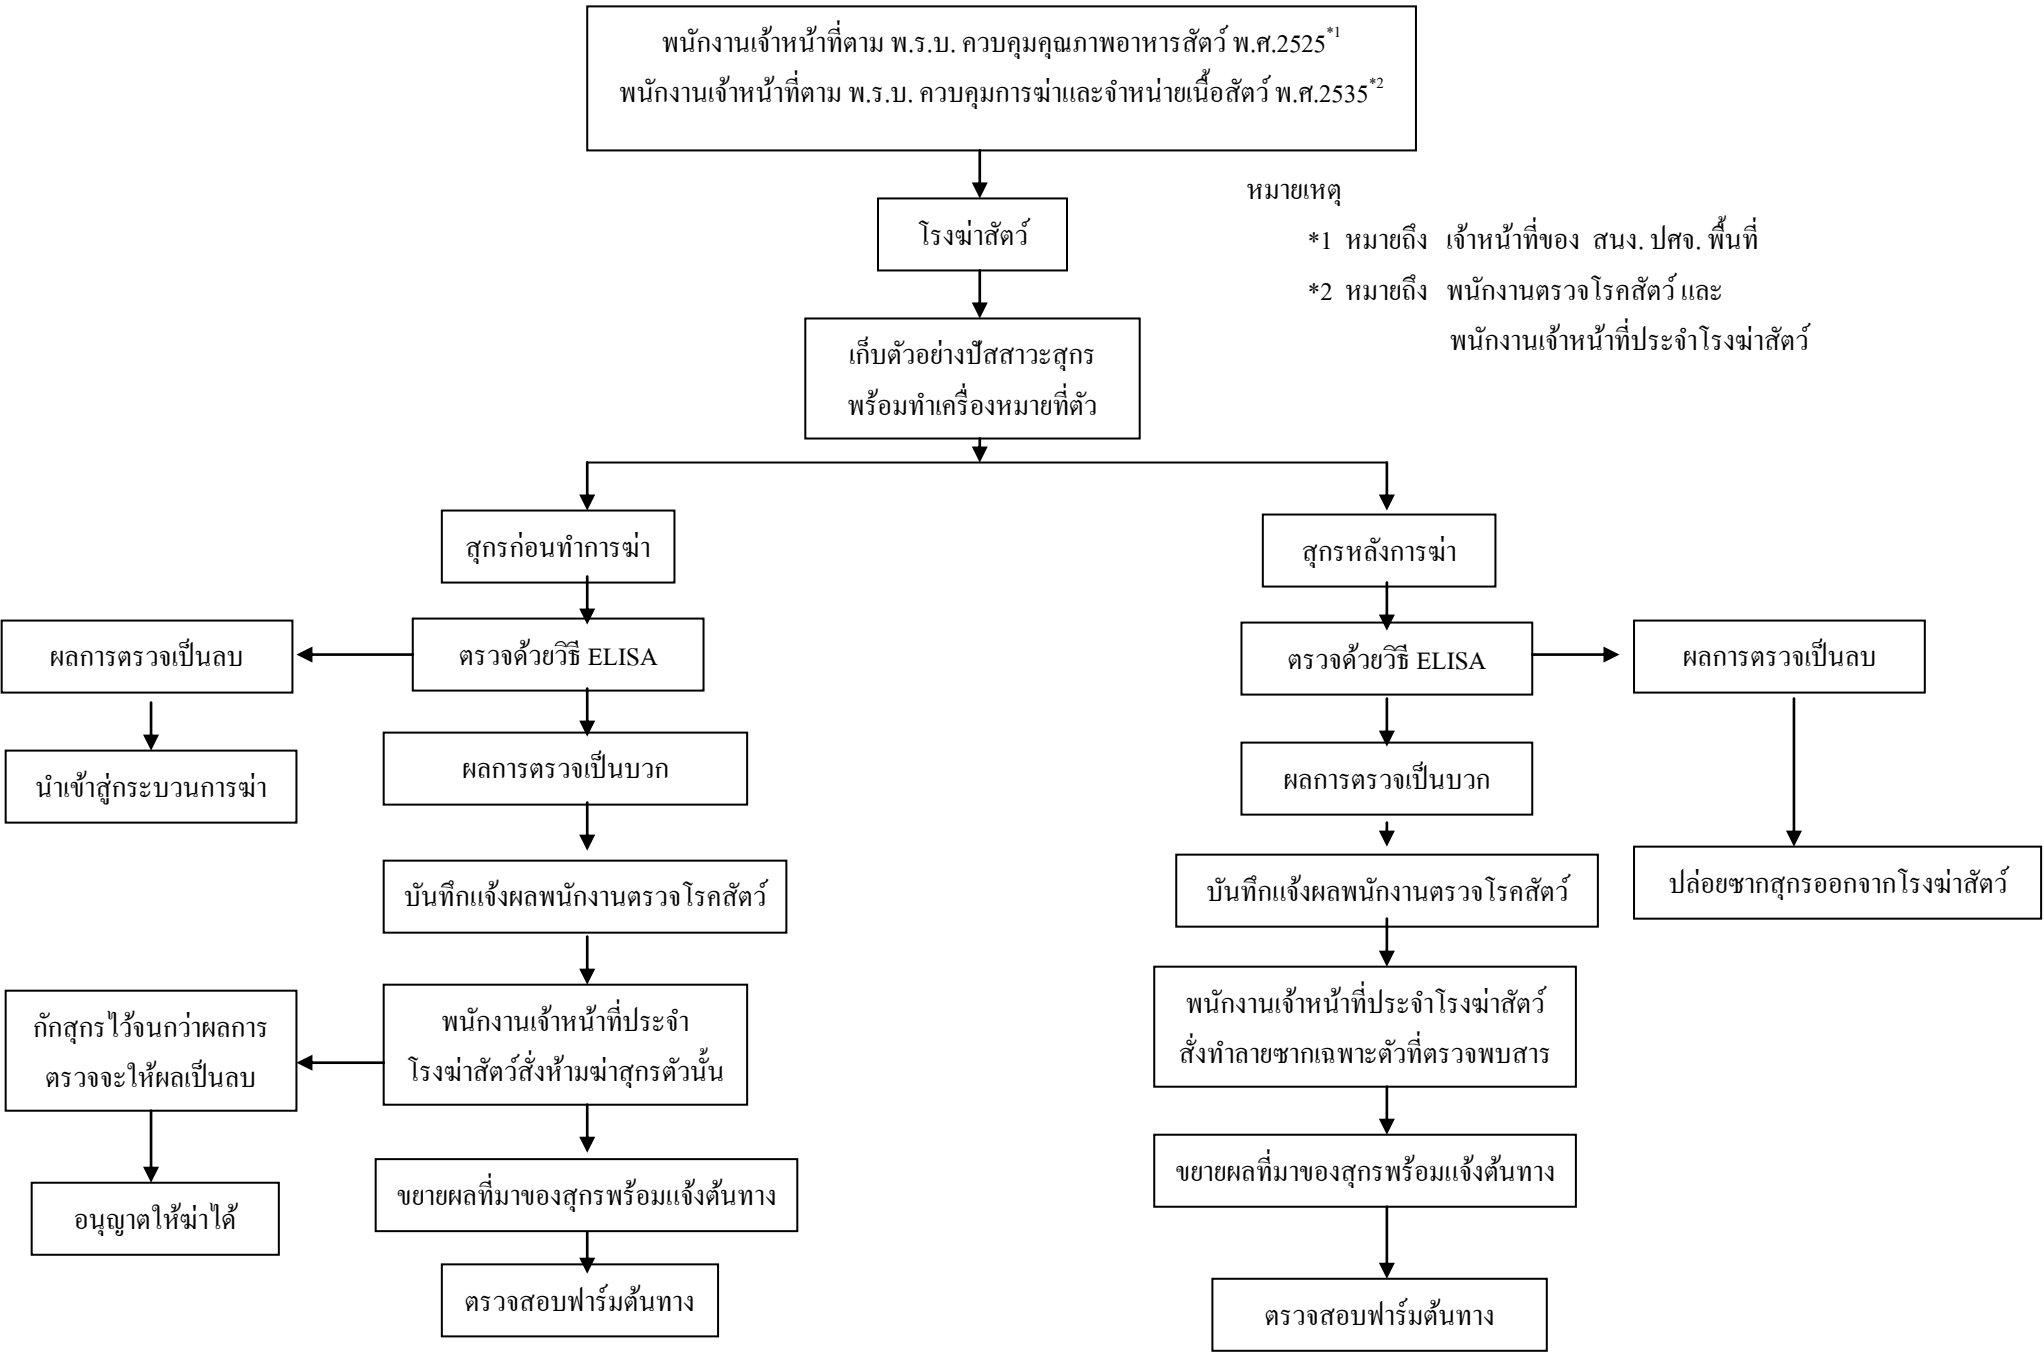 พนักงานเจ้าหน้าที่ตาม พ.ร.บ. ควบคุมคุณภาพอาหารสัตว์ พ.ศ.2525*1
พนักงานเจ้าหน้าที่ตาม พ.ร.บ. ควบคุมการฆ่าและจำหน่ายเนื้อสัตว์ พ.ศ.2535*2
หมายเหตุ
*1 หมายถึง เจ้าหน้าที่ของ สนง. ปศจ. พื้นที่
*2 หมายถึง พนักงานตรวจโรคสัตว์ และ
พนักงานเจ้าหน้าที่ประจำโรงฆ่าสัตว์
โรงฆ่าสัตว์
เก็บตัวอย่างปัสสาวะสุกร
พร้อมทำเครื่องหมายที่ตัว
สุกรก่อนทำการฆ่า
ตรวจด้วยวิธี ELISA
ผลการตรวจเป็นลบ
นำเข้าสู่กระบวนการฆ่า
ผลการตรวจเป็นบวก
บันทึกแจ้งผลพนักงานตรวจโรคสัตว์
พนักงานเจ้าหน้าที่ประจำ
โรงฆ่าสัตว์สั่งห้ามฆ่าสุกรตัวนั้น
กักสุกรไว้จนกว่าผลการ
ตรวจจะให้ผลเป็นลบ
อนุญาตให้ฆ่าได้
ขยายผลที่มาของสุกรพร้อมแจ้งต้นทาง
ตรวจสอบฟาร์มต้นทาง
สุกรหลังการฆ่า
ตรวจด้วยวิธี ELISA
ผลการตรวจเป็นลบ
ปล่อยซากสุกรออกจากโรงฆ่าสัตว์
ผลการตรวจเป็นบวก
บันทึกแจ้งผลพนักงานตรวจโรคสัตว์
พนักงานเจ้าหน้าที่ประจำโรงฆ่าสัตว์
สั่งทำลายซากเฉพาะตัวที่ตรวจพบสาร
ขยายผลที่มาของสุกรพร้อมแจ้งต้นทาง
ตรวจสอบฟาร์มต้นทาง